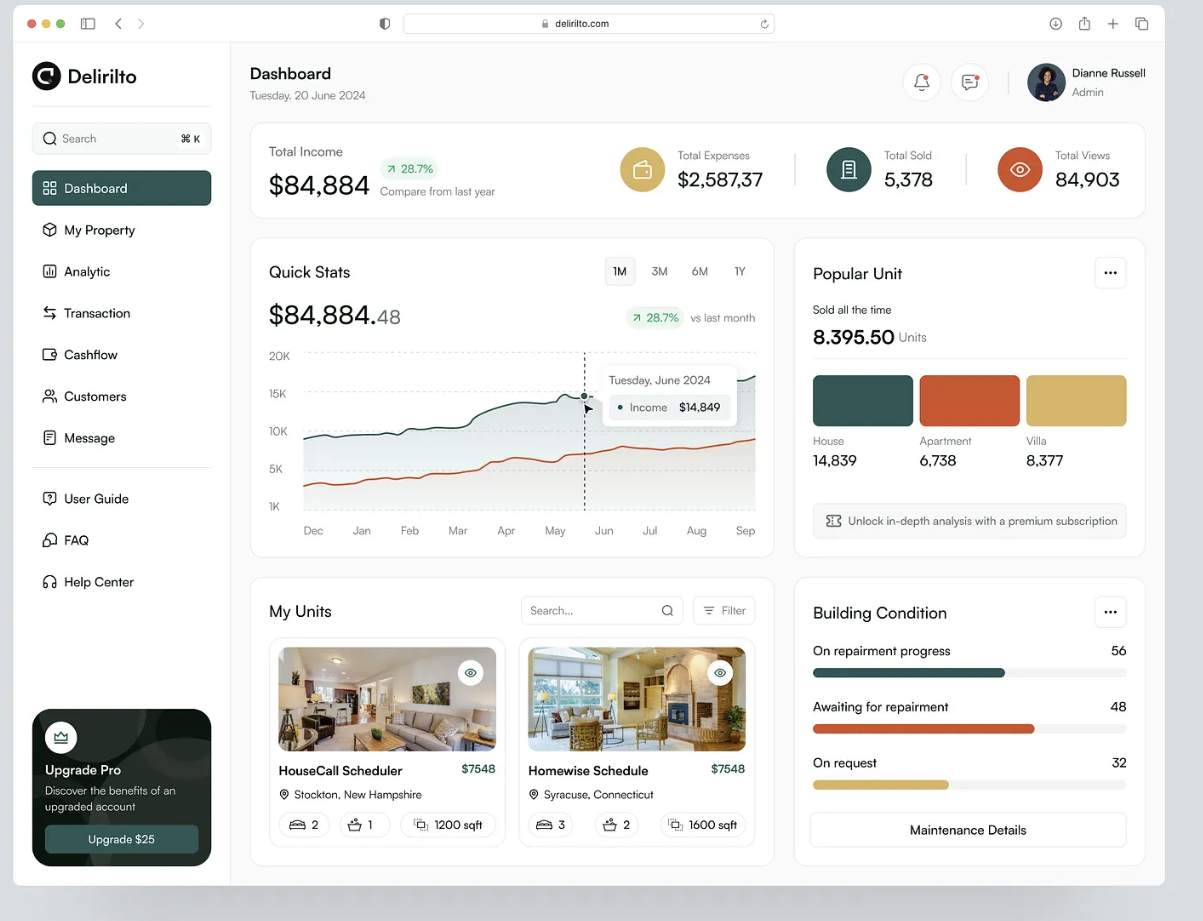 delirilto.com
Delirilto
Search ⌘ K
Dashboard
My Property
Analytic
Transaction
Cashflow
Customers
Message
User Guide
FAQ
Help Center
Upgrade Pro
Discover the benefits of an
upgraded account
Upgrade $25
Dashboard
Tuesday. 20 June 2024
Dianne Russell
Admin
Total Income
$84,884
28.7%
Compare from last year
Total Expenses
$2,587,37
Total Sold
5,378
Total Views
84,903
Quick Stats
1M 3M 6M 1Y
$84,884.48
28.7% vs last month
20K
15K
10K
5K
1K
Tuesday, June 2024
Income $14,849
Dec Jan Feb Mar Apr May Jun Jul Aug Sep
Popular Unit
Sold all the time
8.395.50 Units
House
14,839
Apartment
6,738
Villa
8,377
Unlock in-depth analysis with a premium subscription
My Units
Search...
Filter
HouseCall Scheduler $7548
Stockton, New Hampshire
2 1 1200 sqft
Homewise Schedule $7548
Syracuse, Connecticut
3 2 1600 sqft
Building Condition
On repairment progress 56
Awaiting for repairment 48
On request 32
Maintenance Details